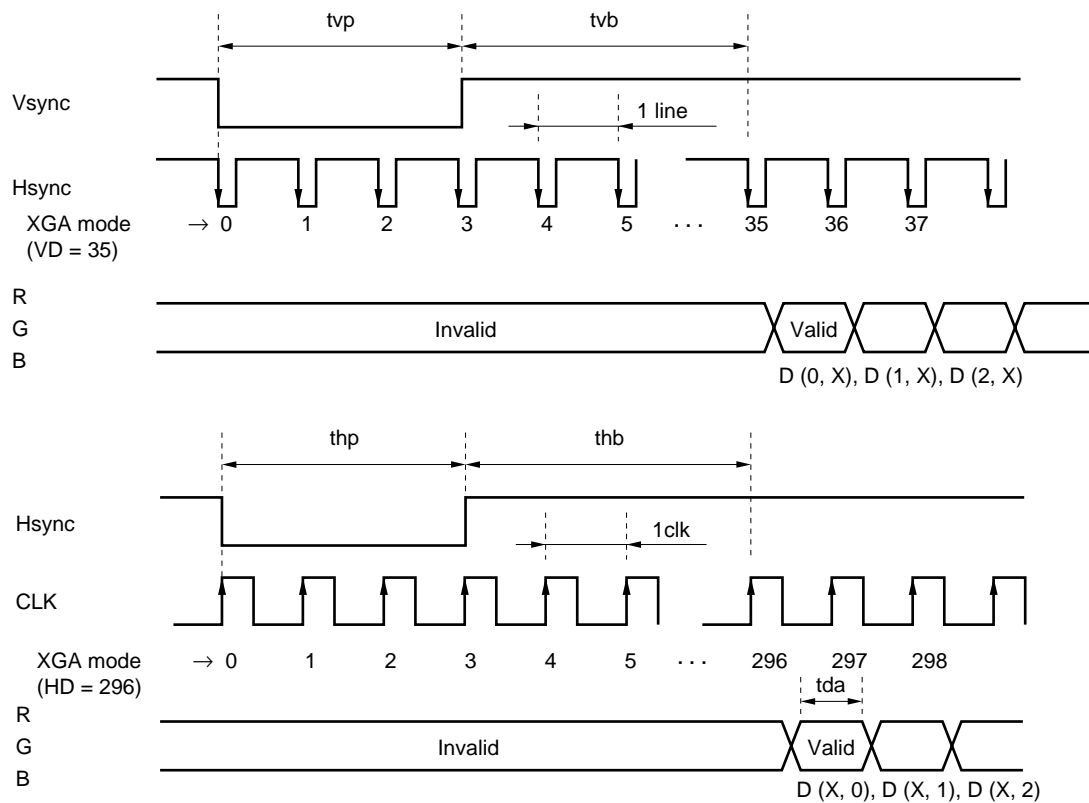 tvp tvb
Vsync
1 line
Hsync
XGA mode → 0 1 2 3 4 5 ... 35 36 37
(VD = 35)
R
G Invalid Valid
B
D (0, X), D (1, X), D (2, X)
thp thb
Hsync
1clk
CLK
XGA mode → 0 1 2 3 4 5 ... 296 297 298
(HD = 296)
tda
R
G Invalid Valid
B
D (X, 0), D (X, 1), D (X, 2)